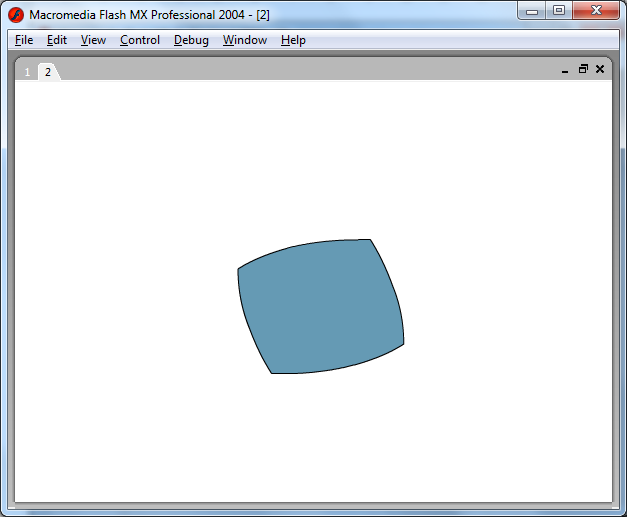 Macromedia Flash MX Professional 2004 - [2]
File Edit View Control Debug Window Help
1 2